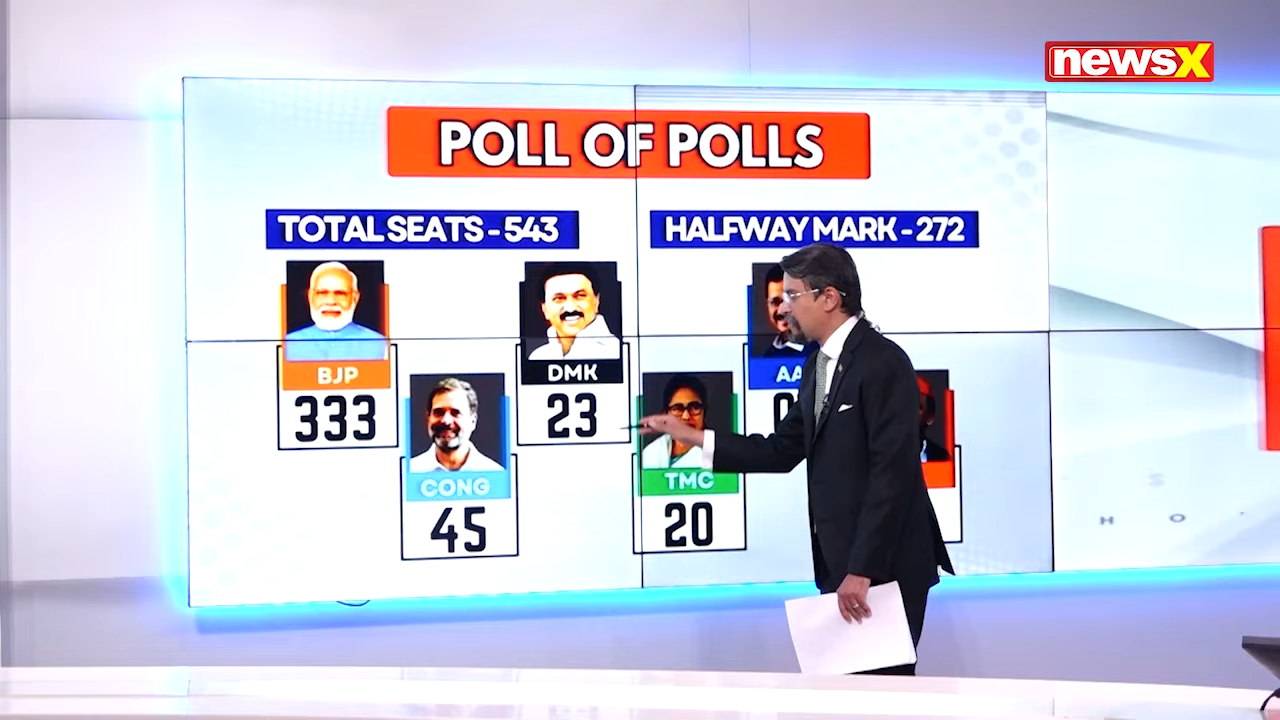 newsX
POLL OF POLLS
TOTAL SEATS - 543
HALFWAY MARK - 272
BJP
333
CONG
45
DMK
23
TMC
20